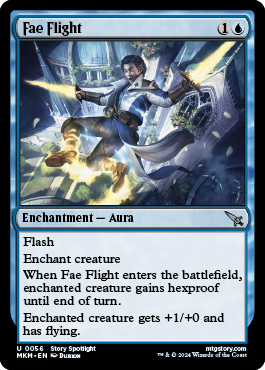 Fae Flight 1
Enchantment — Aura
Flash
Enchant creature
When Fae Flight enters the battlefield,
enchanted creature gains hexproof
until end of turn.
Enchanted creature gets +1/+0 and
has flying.
U 0056 Story Spotlight mtgstory.com
MKM • EN Durion ™ & © 2024 Wizards of the Coast